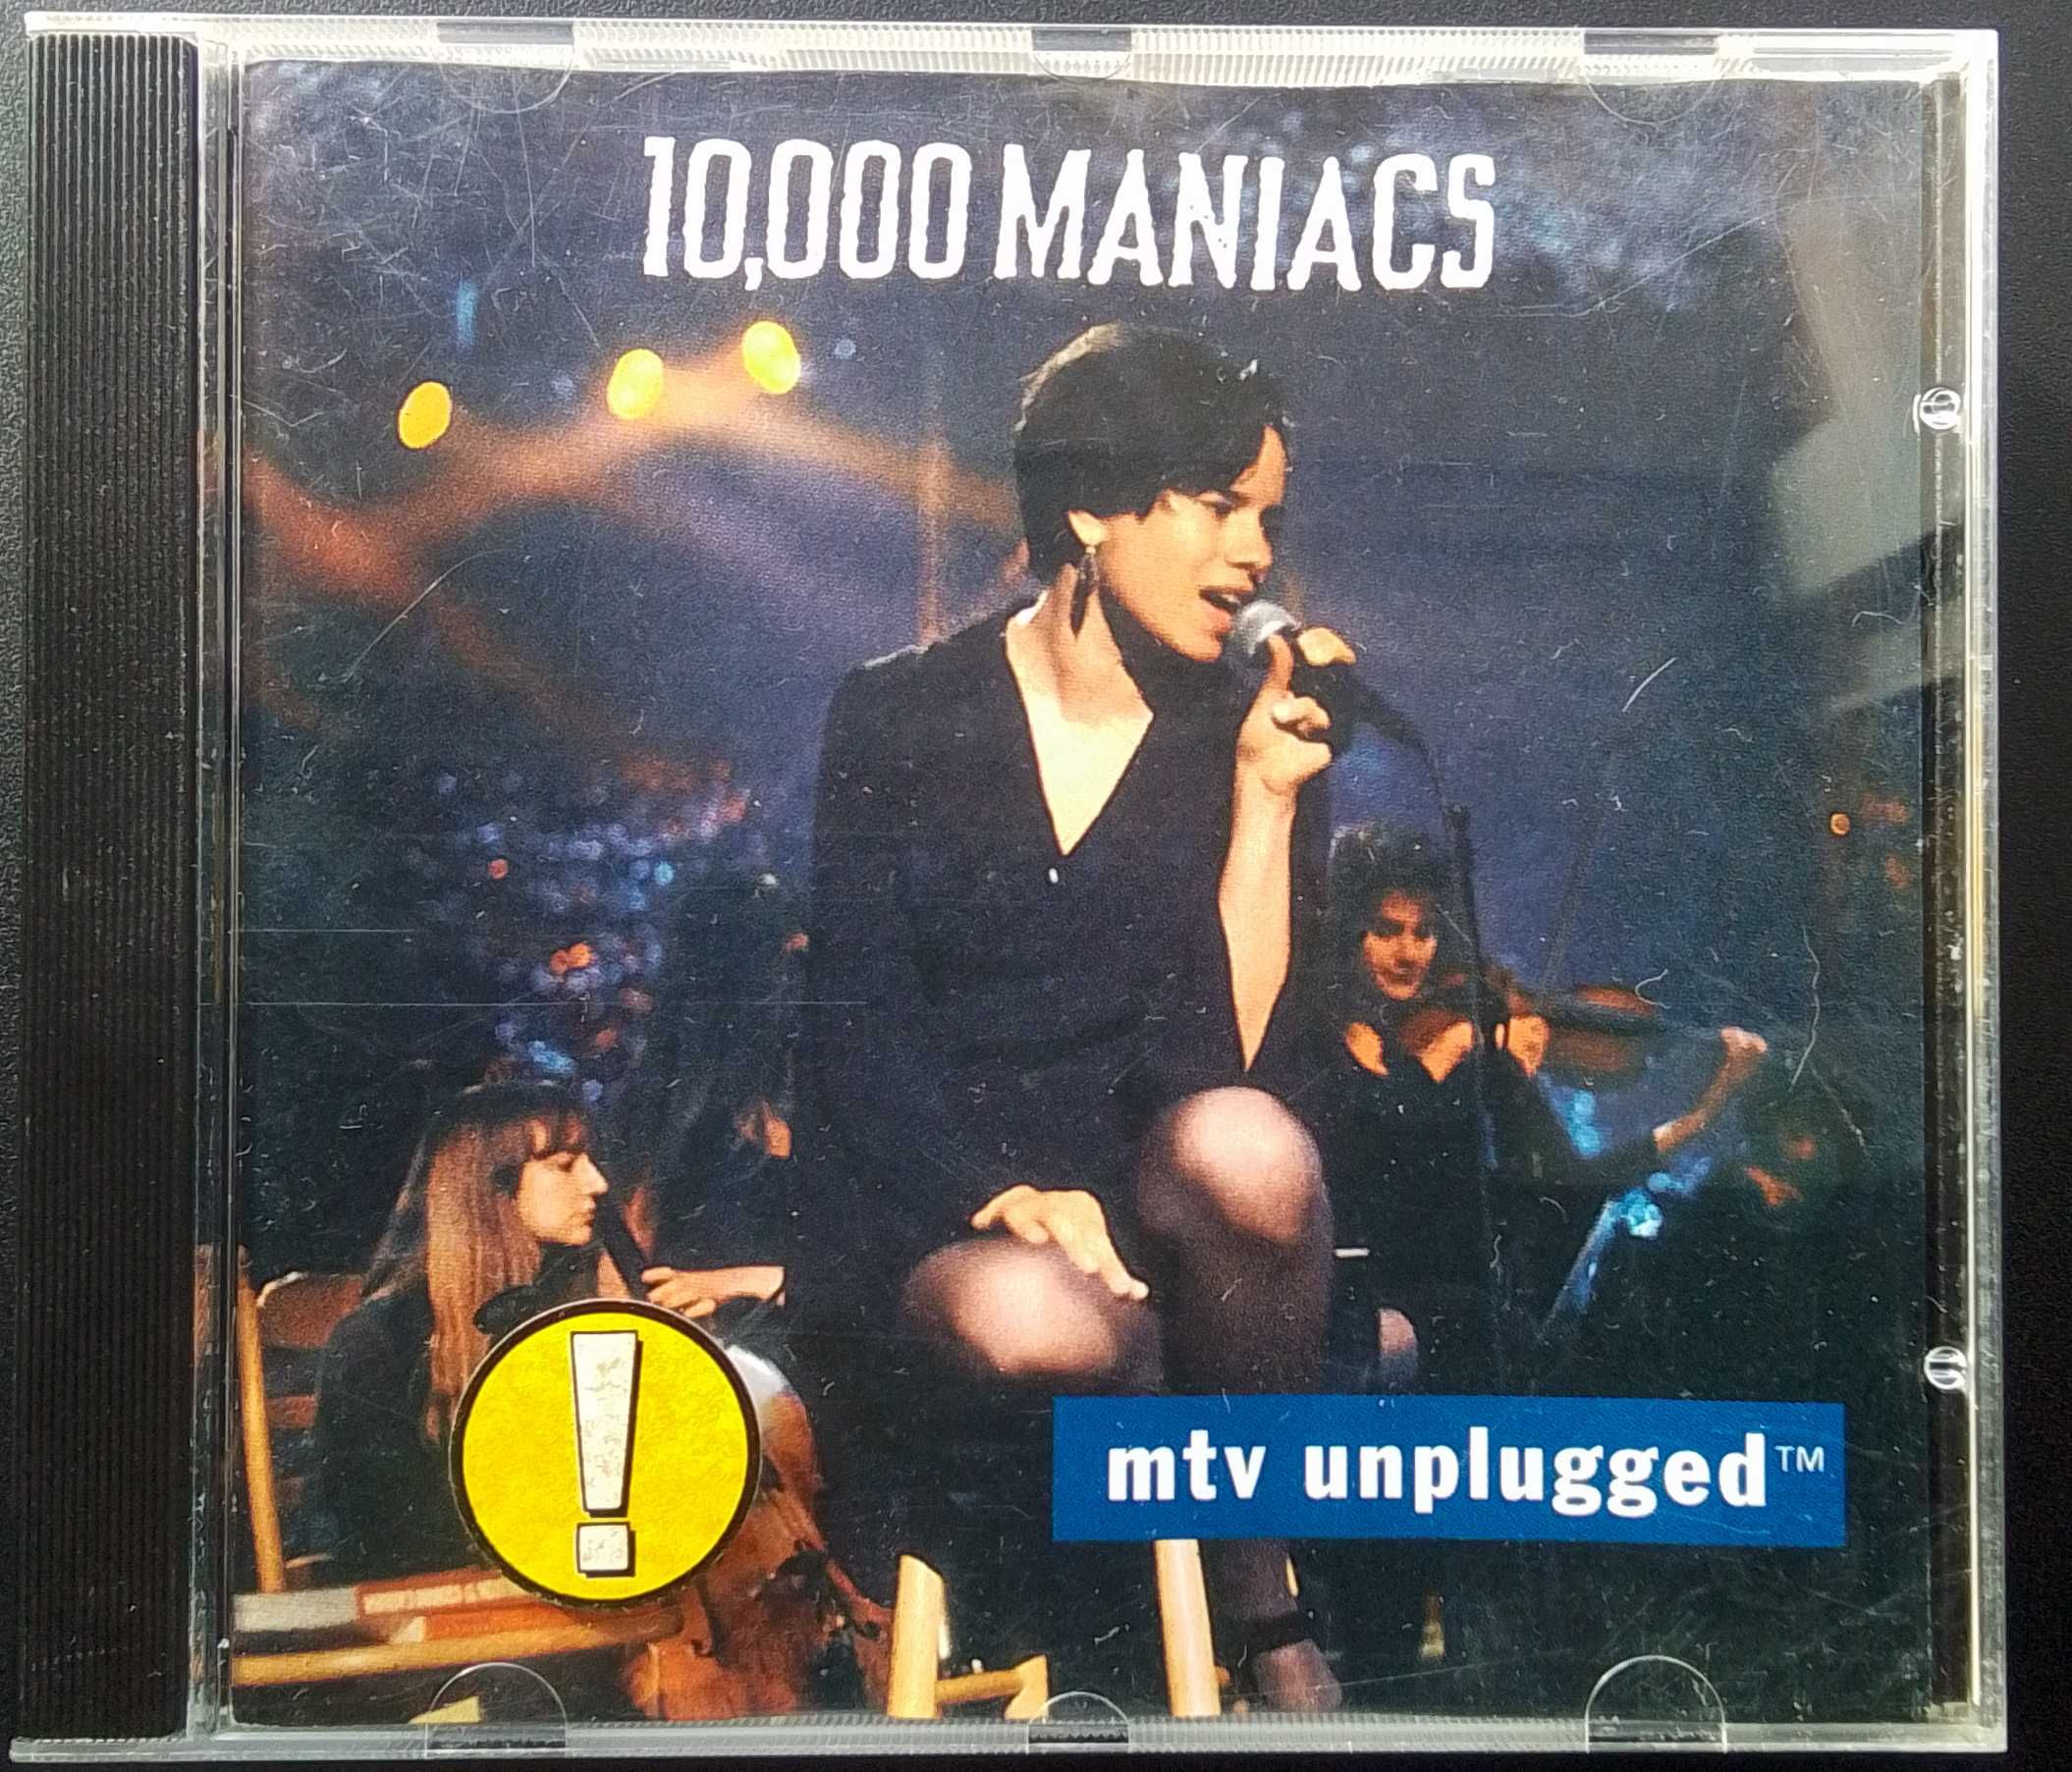 10,000 MANIACS
!
mtv unplugged™